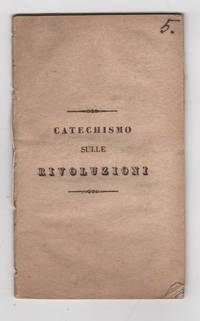 5.
CATECHISMO
SULLE
RIVOLUZIONI